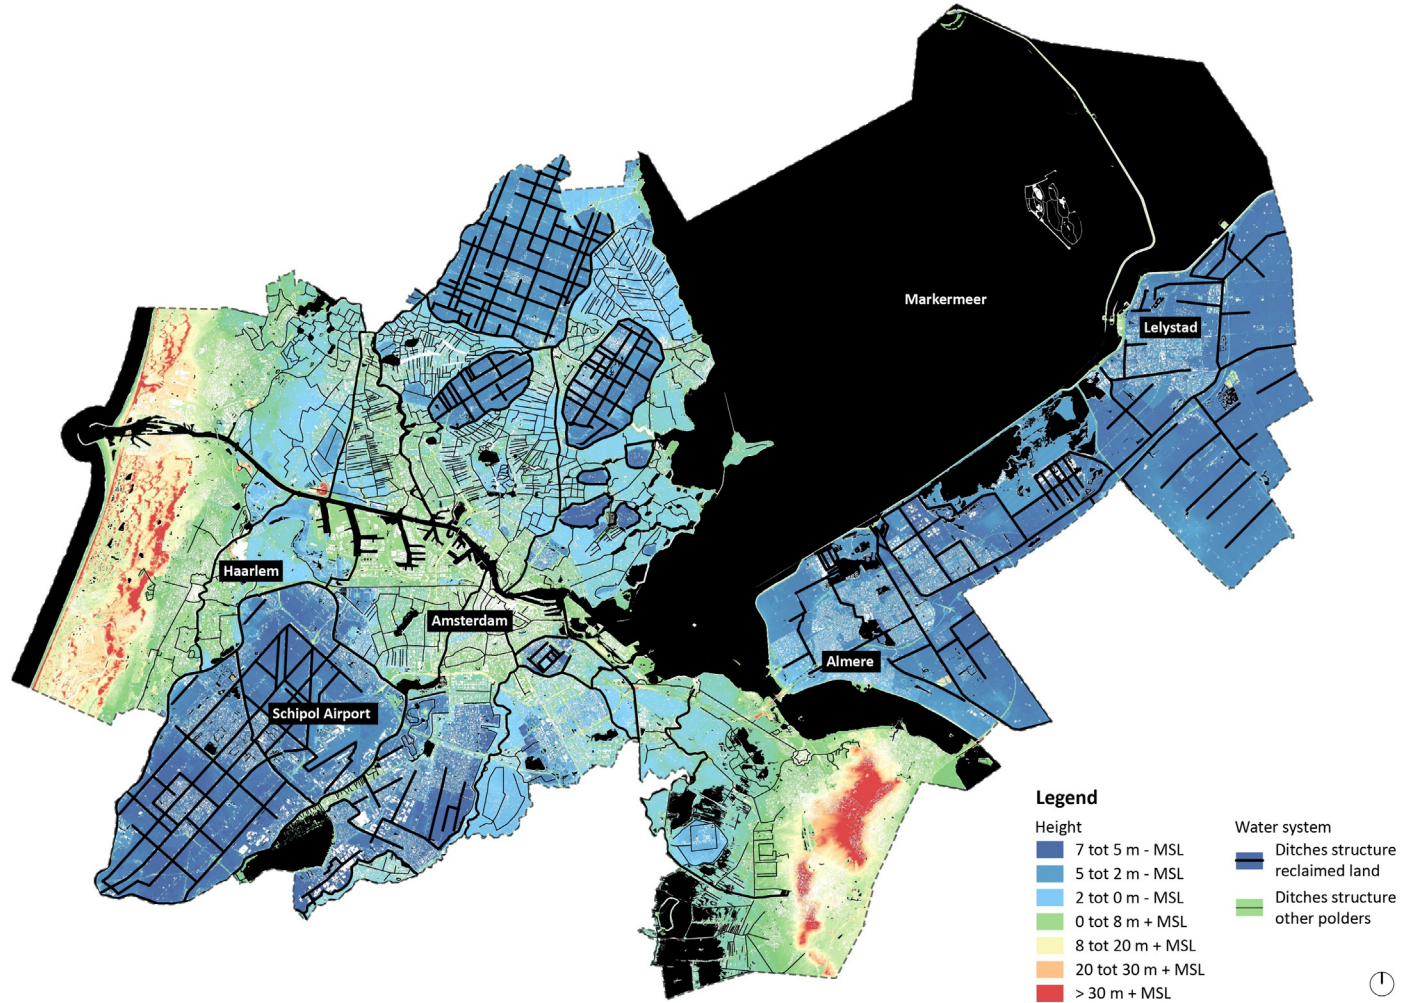 Markermeer
Lelystad
Haarlem
Amsterdam
Almere
Schipol Airport
Legend
Height
7 tot 5 m - MSL
5 tot 2 m - MSL
2 tot 0 m - MSL
0 tot 8 m + MSL
8 tot 20 m + MSL
20 tot 30 m + MSL
> 30 m + MSL
Water system
Ditches structure
reclaimed land
Ditches structure
other polders